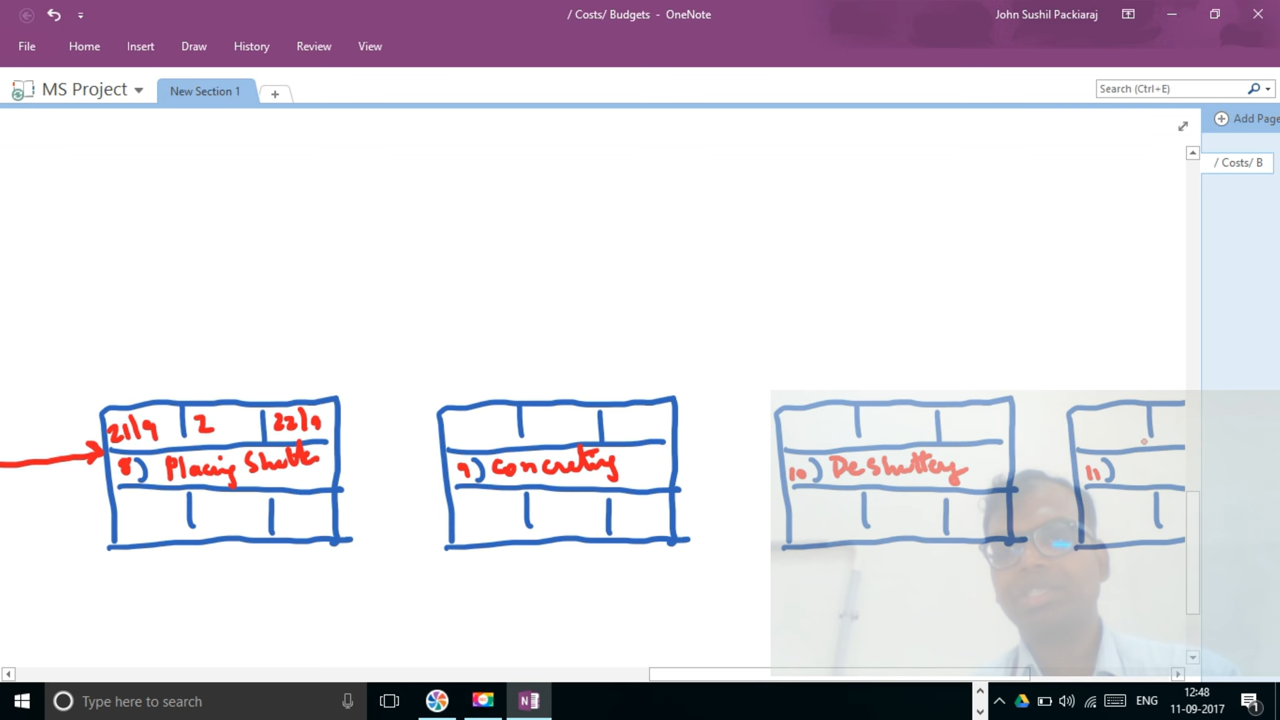 / Costs/ Budgets - OneNote
John Sushil Packiaraj
File Home Insert Draw History Review View
MS Project
New Section 1
+
Search (Ctrl+E)
Add Page
/ Costs/ B
21/9 2 22/9
8) Placing Shutter
9) Concreting
10) Deshuttery
11)
Type here to search
ENG
12:48
11-09-2017
1